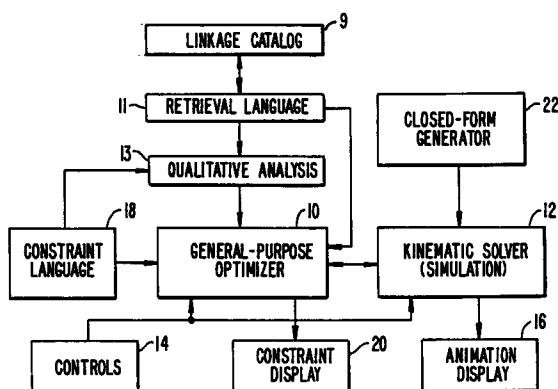 9
LINKAGE CATALOG
11
RETRIEVAL LANGUAGE
22
CLOSED-FORM
GENERATOR
13
QUALITATIVE ANALYSIS
18
CONSTRAINT
LANGUAGE
10
GENERAL-PURPOSE
OPTIMIZER
12
KINEMATIC SOLVER
(SIMULATION)
CONTROLS
14
CONSTRAINT
DISPLAY
20
ANIMATION
DISPLAY
16